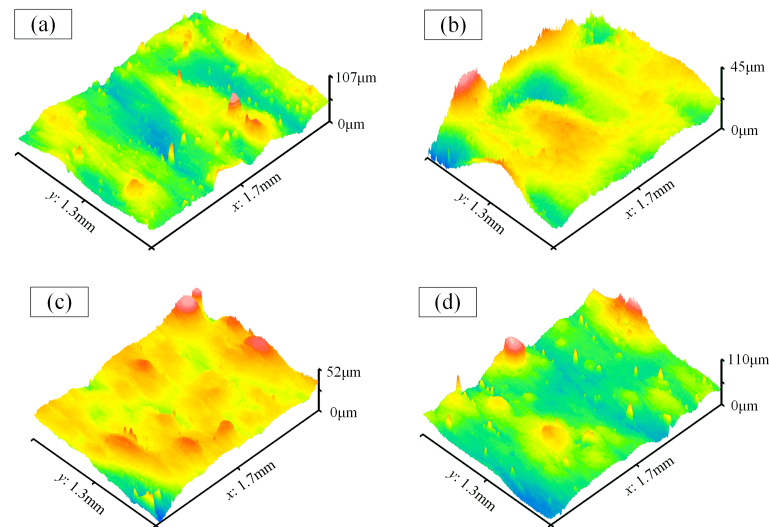 (a)
107μm
0μm
y: 1.3mm
x: 1.7mm
(b)
45μm
0μm
y: 1.3mm
x: 1.7mm
(c)
52μm
0μm
y: 1.3mm
x: 1.7mm
(d)
110μm
0μm
y: 1.3mm
x: 1.7mm